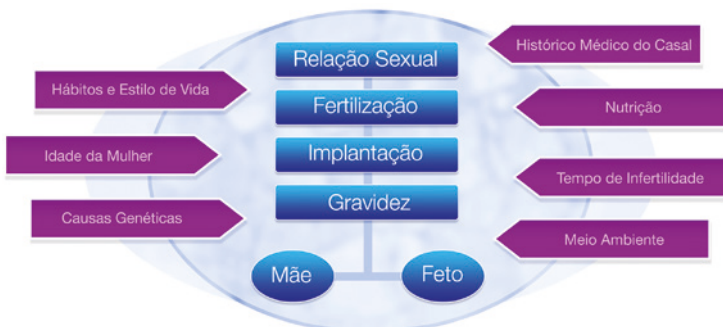 Relação Sexual
Fertilização
Implantação
Gravidez
Mãe
Feto
Hábitos e Estilo de Vida
Idade da Mulher
Causas Genéticas
Histórico Médico do Casal
Nutrição
Tempo de Infertilidade
Meio Ambiente